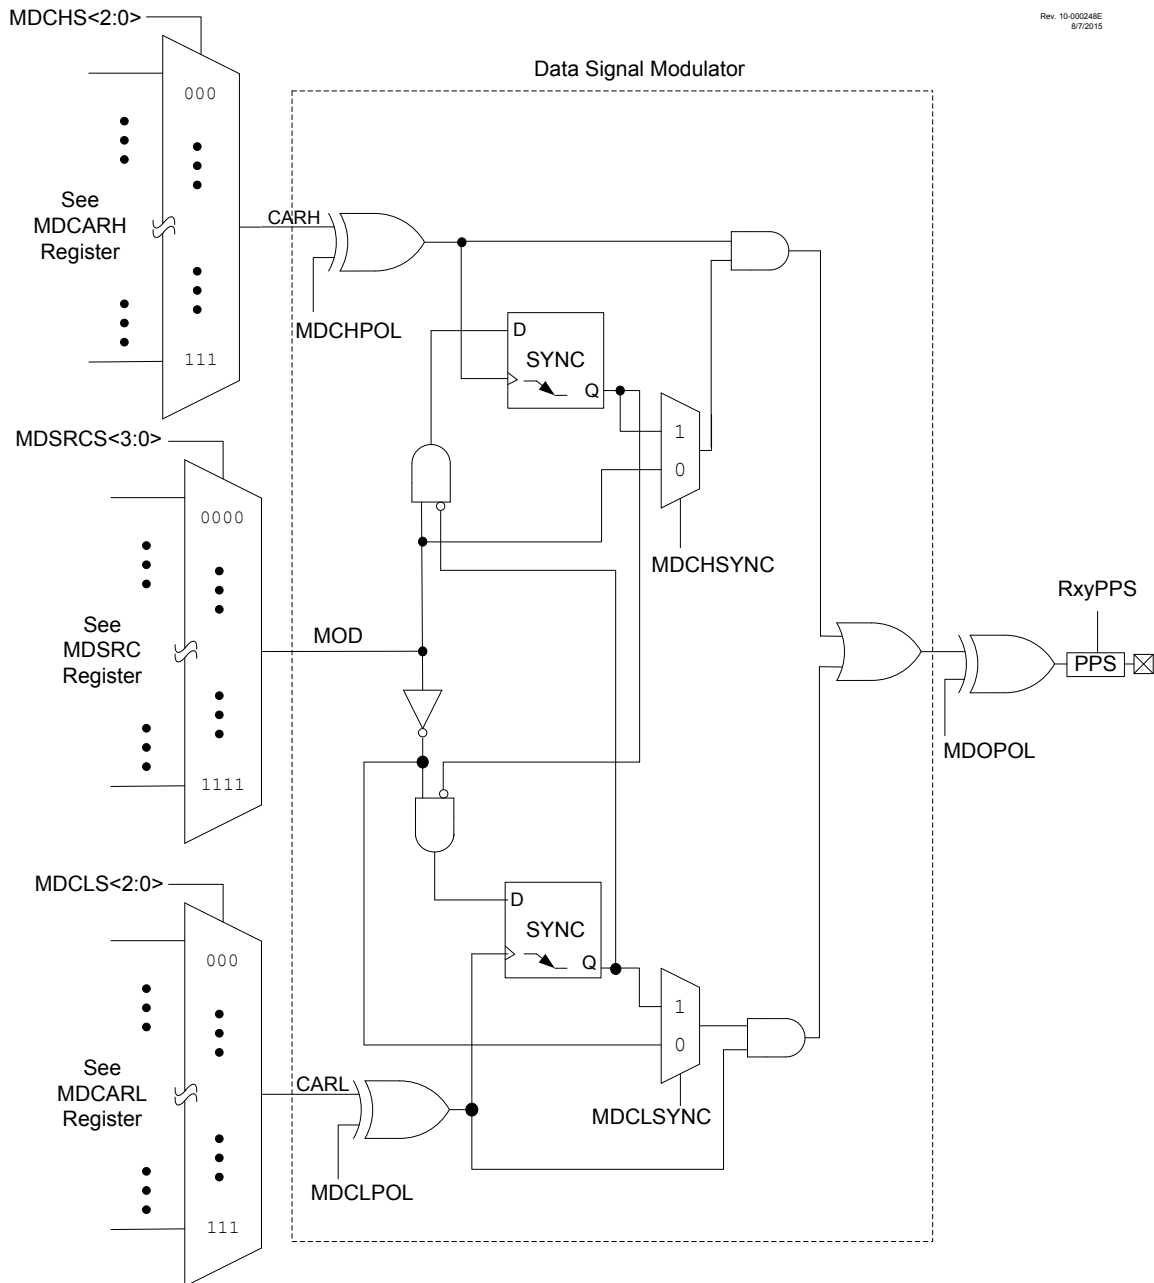 MDCHS<2:0>
Rev. 10-000248E
8/7/2015
Data Signal Modulator
000
See
MDCARH
Register
CARH
MDCHPOL
111
D
SYNC
Q
1
0
MDCHSYNC
MDSRCS<3:0>
0000
See
MDSRC
Register
MOD
1111
RxyPPS
PPS
MDOPOL
MDCLS<2:0>
000
D
SYNC
Q
1
0
See
MDCARL
Register
CARL
MDCLSYNC
MDCLPOL
111